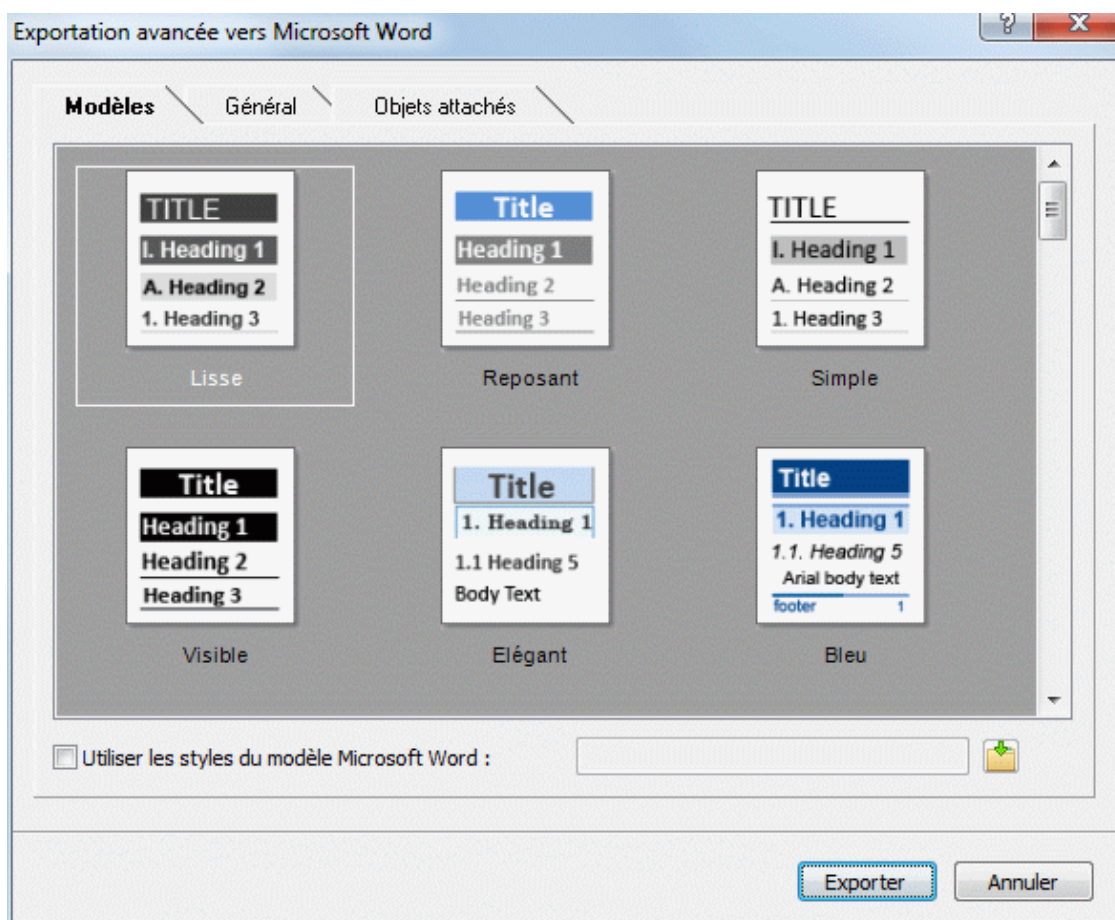 Exportation avancée vers Microsoft Word
? X
Modèles Général Objets attachés
TITLE
I. Heading 1
A. Heading 2
1. Heading 3
Lisse
Title
Heading 1
Heading 2
Heading 3
Reposant
TITLE
I. Heading 1
A. Heading 2
1. Heading 3
Simple
Title
Heading 1
Heading 2
Heading 3
Visible
Title
1. Heading 1
1.1 Heading 5
Body Text
Elégant
Title
1. Heading 1
1.1. Heading 5
Arial body text
footer 1
Bleu
Utiliser les styles du modèle Microsoft Word :
Exporter Annuler